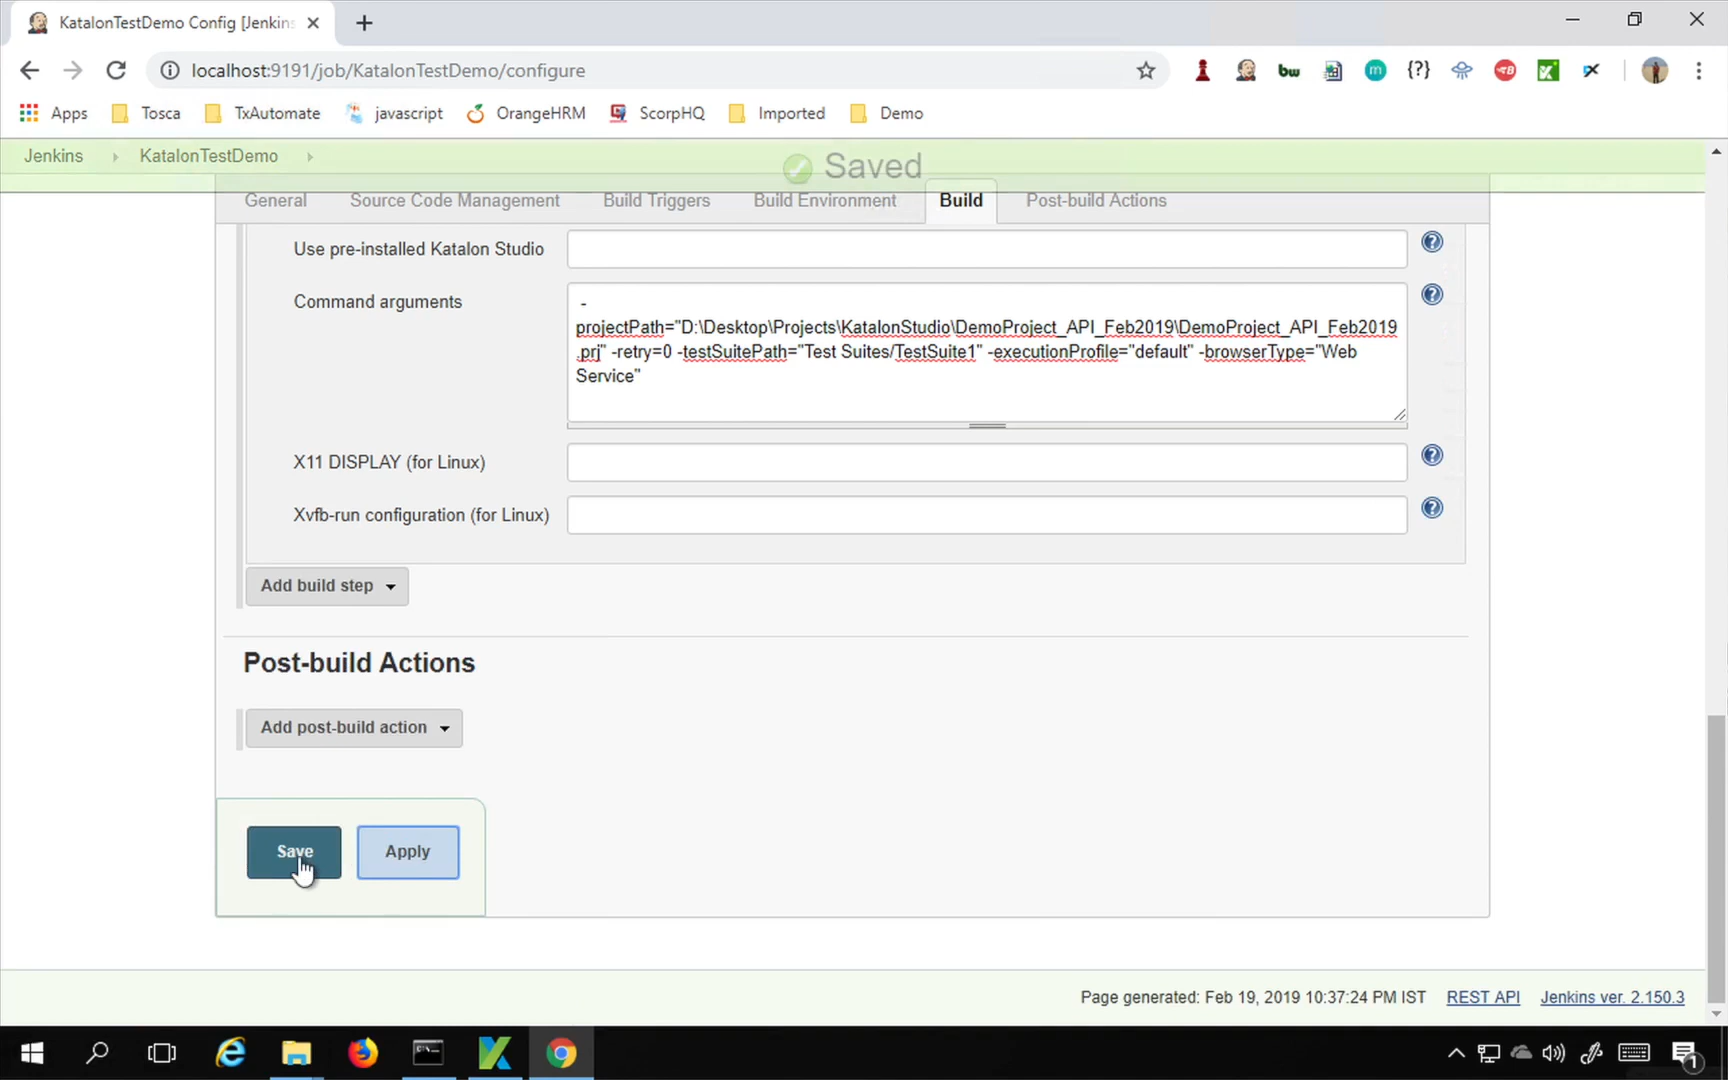 KatalonTestDemo Config [Jenkins
localhost:9191/job/KatalonTestDemo/configure
bw
m
{?}
Apps
Tosca
TxAutomate
javascript
OrangeHRM
ScorpHQ
Imported
Demo
Jenkins
KatalonTestDemo
Saved
General
Source Code Management
Build Triggers
Build Environment
Build
Post-build Actions
Use pre-installed Katalon Studio
Command arguments
-
projectPath="D:\Desktop\Projects\KatalonStudio\DemoProject_API_Feb2019\DemoProject_API_Feb2019
.prj" -retry=0 -testSuitePath="Test Suites/TestSuite1" -executionProfile="default" -browserType="Web
Service"
X11 DISPLAY (for Linux)
Xvfb-run configuration (for Linux)
Add build step
Post-build Actions
Add post-build action
Save
Apply
Page generated: Feb 19, 2019 10:37:24 PM IST
REST API
Jenkins ver. 2.150.3
1